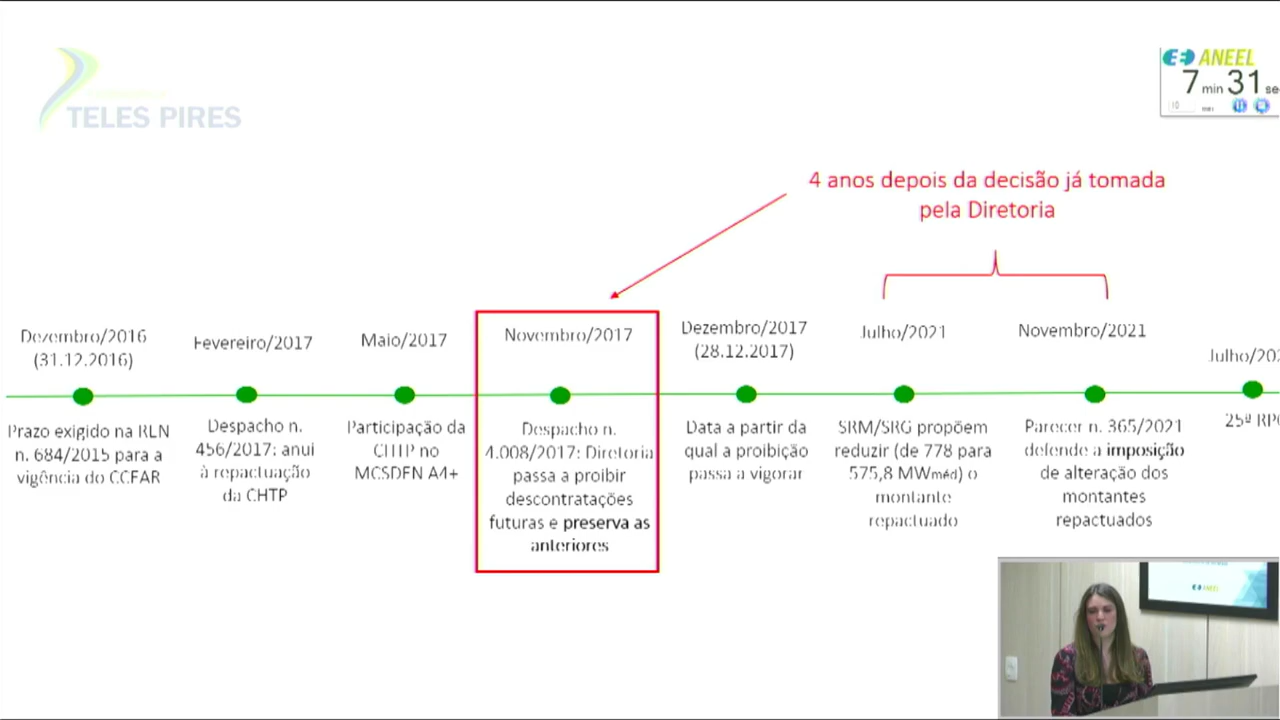 TELES PIRES
ANEEL
7 min 31 se
10 min
4 anos depois da decisão já tomada
pela Diretoria
Dezembro/2016
(31.12.2016)
Prazo exigido na RLN
n. 684/2015 para a
vigência do CCFAR
Fevereiro/2017
Despacho n.
456/2017: anui
à repactuação
da CHTP
Maio/2017
Participação da
CHTP no
MCSDEN A4+
Novembro/2017
Despacho n.
4.008/2017: Diretoria
passa a proibir
descontratações
futuras e preserva as
anteriores
Dezembro/2017
(28.12.2017)
Data a partir da
qual a proibição
passa a vigorar
Julho/2021
SRM/SRG propõem
reduzir (de 778 para
575,8 MWméd) o
montante
repactuado
Novembro/2021
Parecer n. 365/2021
defende a imposição
de alteração dos
montantes
repactuados
Julho/202
25ª RP
ANEEL